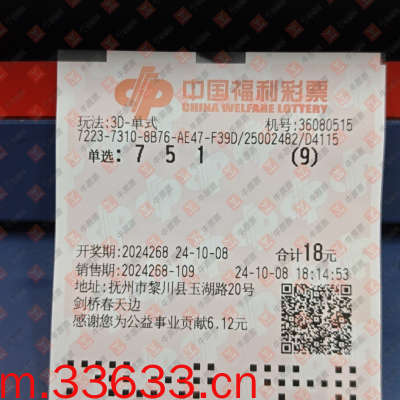 中国福利彩票
CHINA WELFARE LOTTERY
玩法:3D-单式 机号:36080515
7223-7310-8B76-AE47-F39D/25002482/D4115
单选: 7 5 1 (9)
开奖期:2024268 24-10-08 合计18元
销售期:2024268-109 24-10-08 18:14:53
地址:抚州市黎川县玉湖路20号
剑桥春天边
感谢您为公益事业贡献6.12元
m.33633.cn